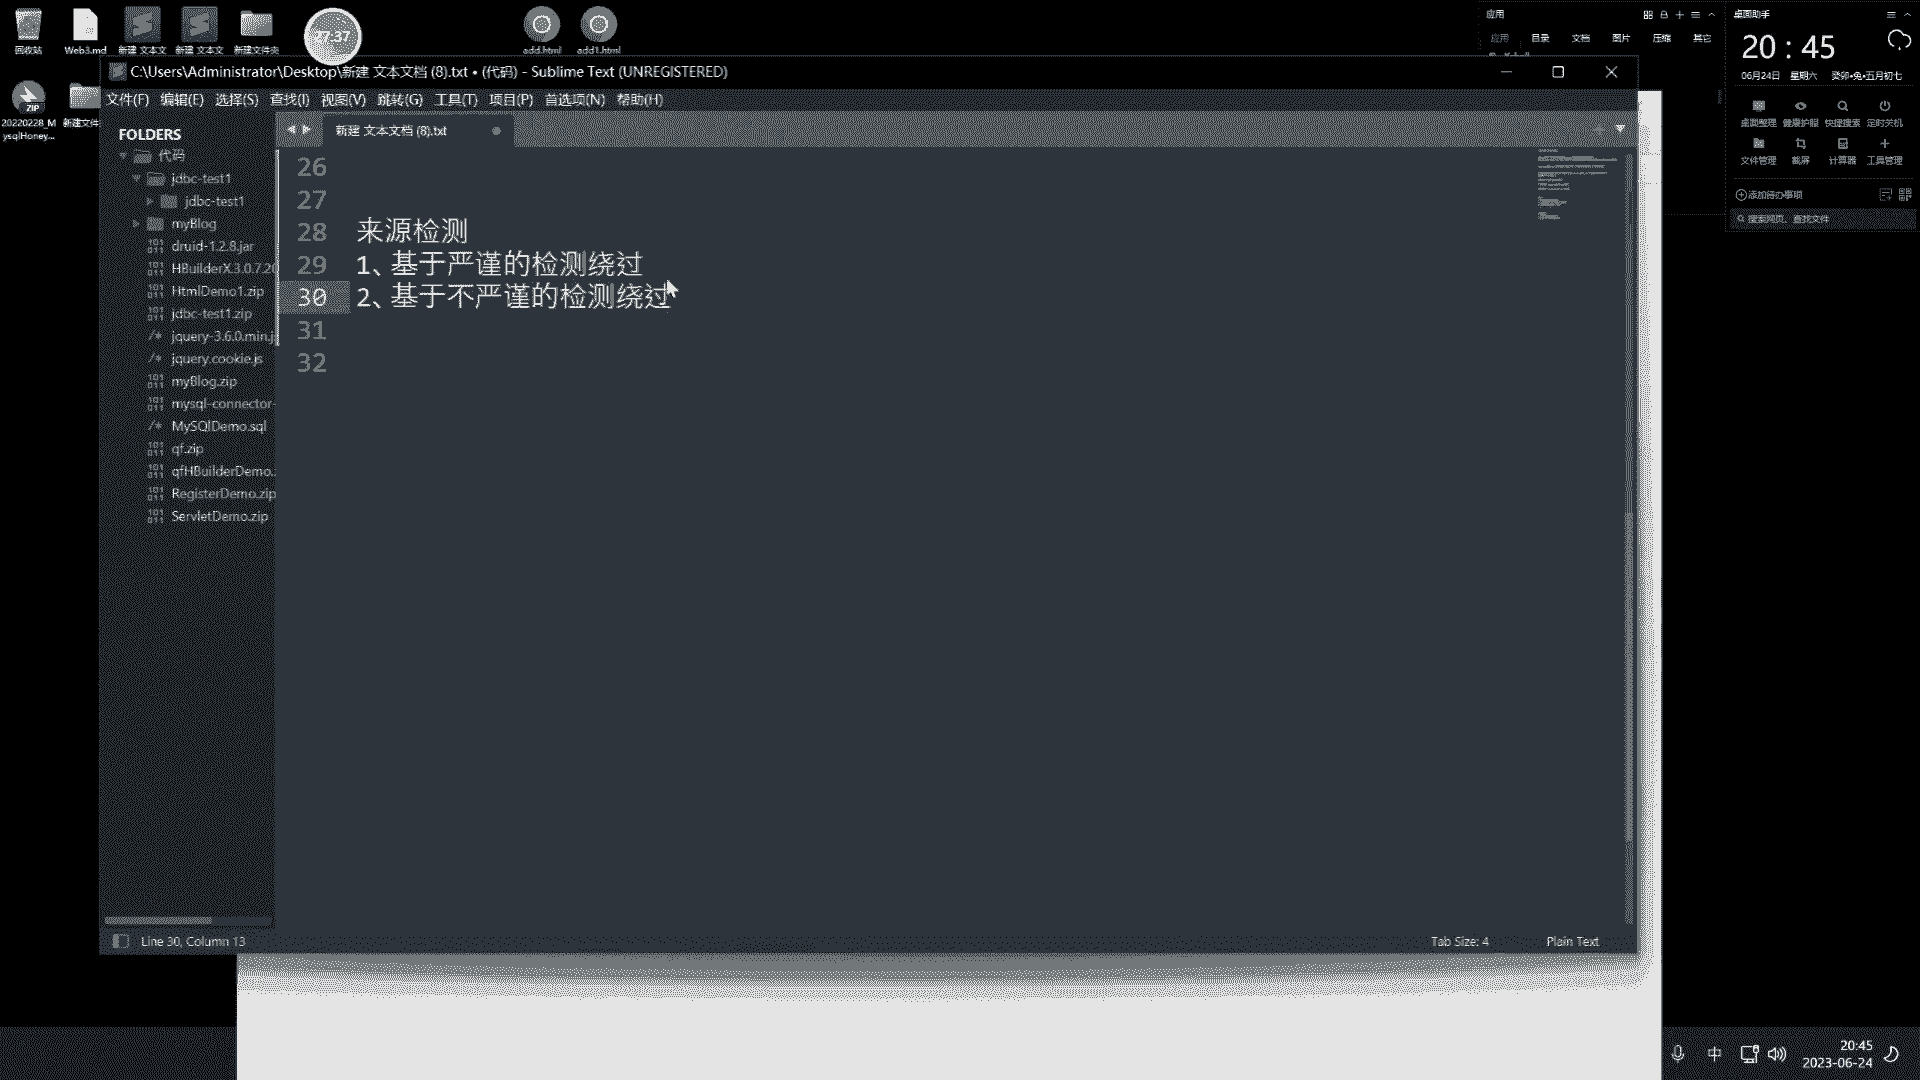 回收站
Web3.md
新建 文本文
新建 文本文
新建文件夹
27:37
add.html
add1.html
应用
应用
目录
文档
图片
压缩
其它
桌面助手
20 : 45
06月24日 星期六 癸卯•兔•五月初七
桌面整理
健康护眼
快捷搜索
定时关机
文件管理
截屏
计算器
工具管理
添加待办事项
搜索网页、查找文件
ZIP
20220228_M
ysqlHoney...
新建文件
C:\Users\Administrator\Desktop\新建 文本文档 (8).txt • (代码) - Sublime Text (UNREGISTERED)
文件(F) 编辑(E) 选择(S) 查找(I) 视图(V) 跳转(G) 工具(T) 项目(P) 首选项(N) 帮助(H)
FOLDERS
代码
jdbc-test1
jdbc-test1
myBlog
druid-1.2.8.jar
HBuilderX.3.0.7.20
HtmlDemo1.zip
jdbc-test1.zip
jquery-3.6.0.min.j
jquery.cookie.js
myBlog.zip
mysql-connector-
MySQlDemo.sql
qf.zip
qfHBuilderDemo.
RegisterDemo.zip
ServletDemo.zip
新建 文本文档 (8).txt
26
27
28 来源检测
29 1、基于严谨的检测绕过
30 2、基于不严谨的检测绕过
31
32
Line 30, Column 13
Tab Size: 4
Plain Text
中
20:45
2023-06-24